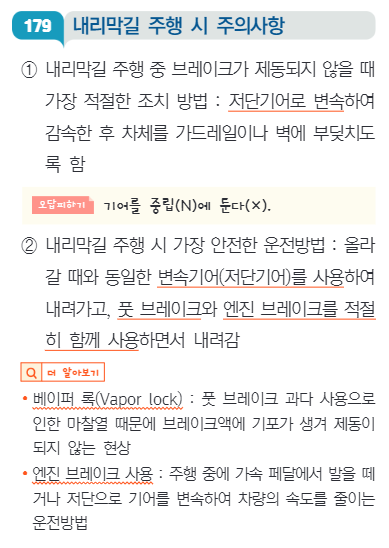 179 내리막길 주행 시 주의사항
① 내리막길 주행 중 브레이크가 제동되지 않을 때
가장 적절한 조치 방법 : 저단기어로 변속하여
감속한 후 차체를 가드레일이나 벽에 부딪치도
록 함
오답피하기 기어를 중립(N)에 둔다(×).
② 내리막길 주행 시 가장 안전한 운전방법 : 올라
갈 때와 동일한 변속기어(저단기어)를 사용하여
내려가고, 풋 브레이크와 엔진 브레이크를 적절
히 함께 사용하면서 내려감
더 알아보기
• 베이퍼 록(Vapor lock) : 풋 브레이크 과다 사용으로
인한 마찰열 때문에 브레이크액에 기포가 생겨 제동이
되지 않는 현상
• 엔진 브레이크 사용 : 주행 중에 가속 페달에서 발을 떼
거나 저단으로 기어를 변속하여 차량의 속도를 줄이는
운전방법